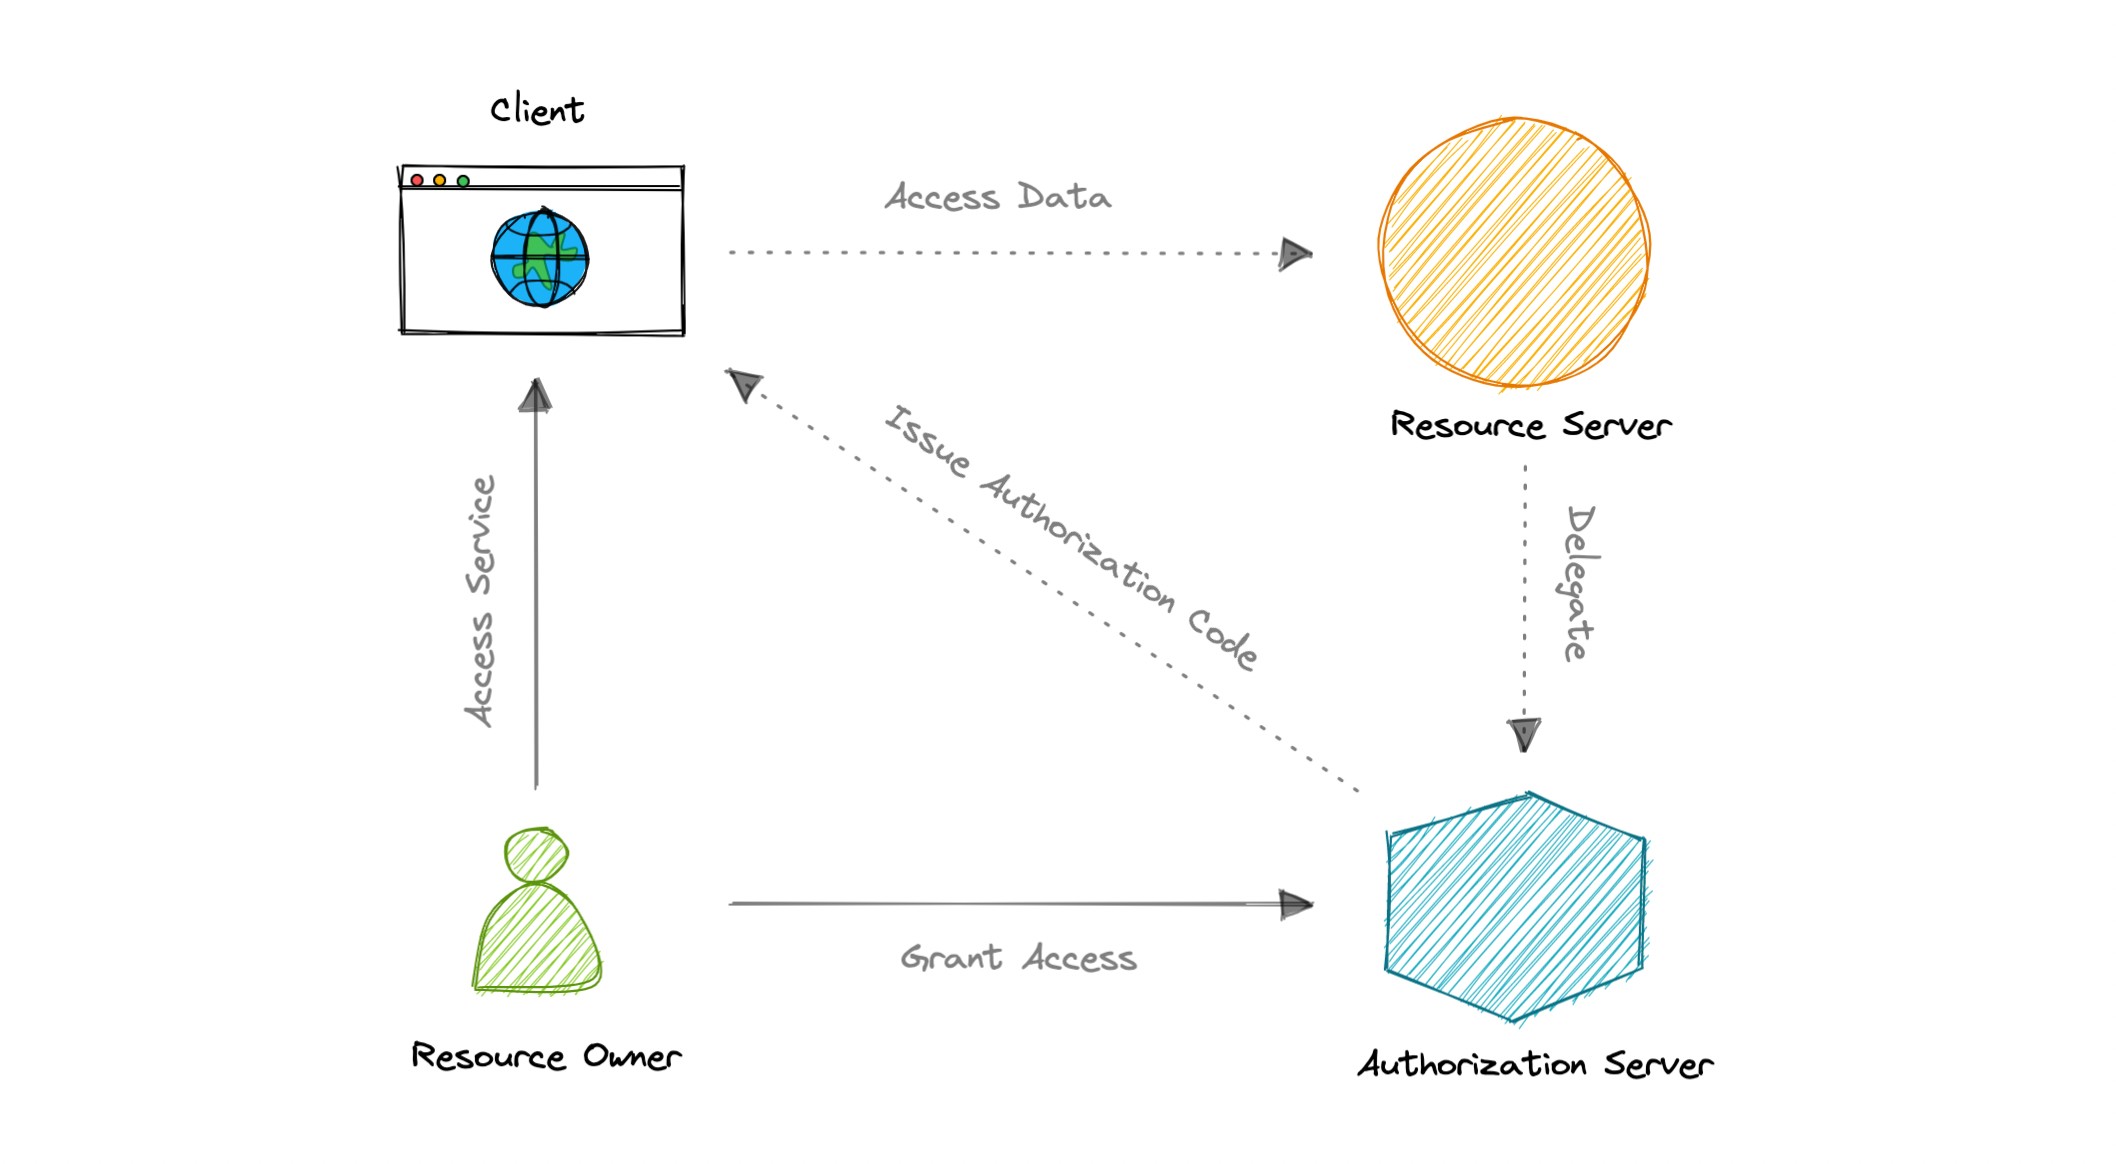 Client
Access Data
Resource Server
Issue Authorization Code
Access Service
Delegate
Grant Access
Resource Owner
Authorization Server